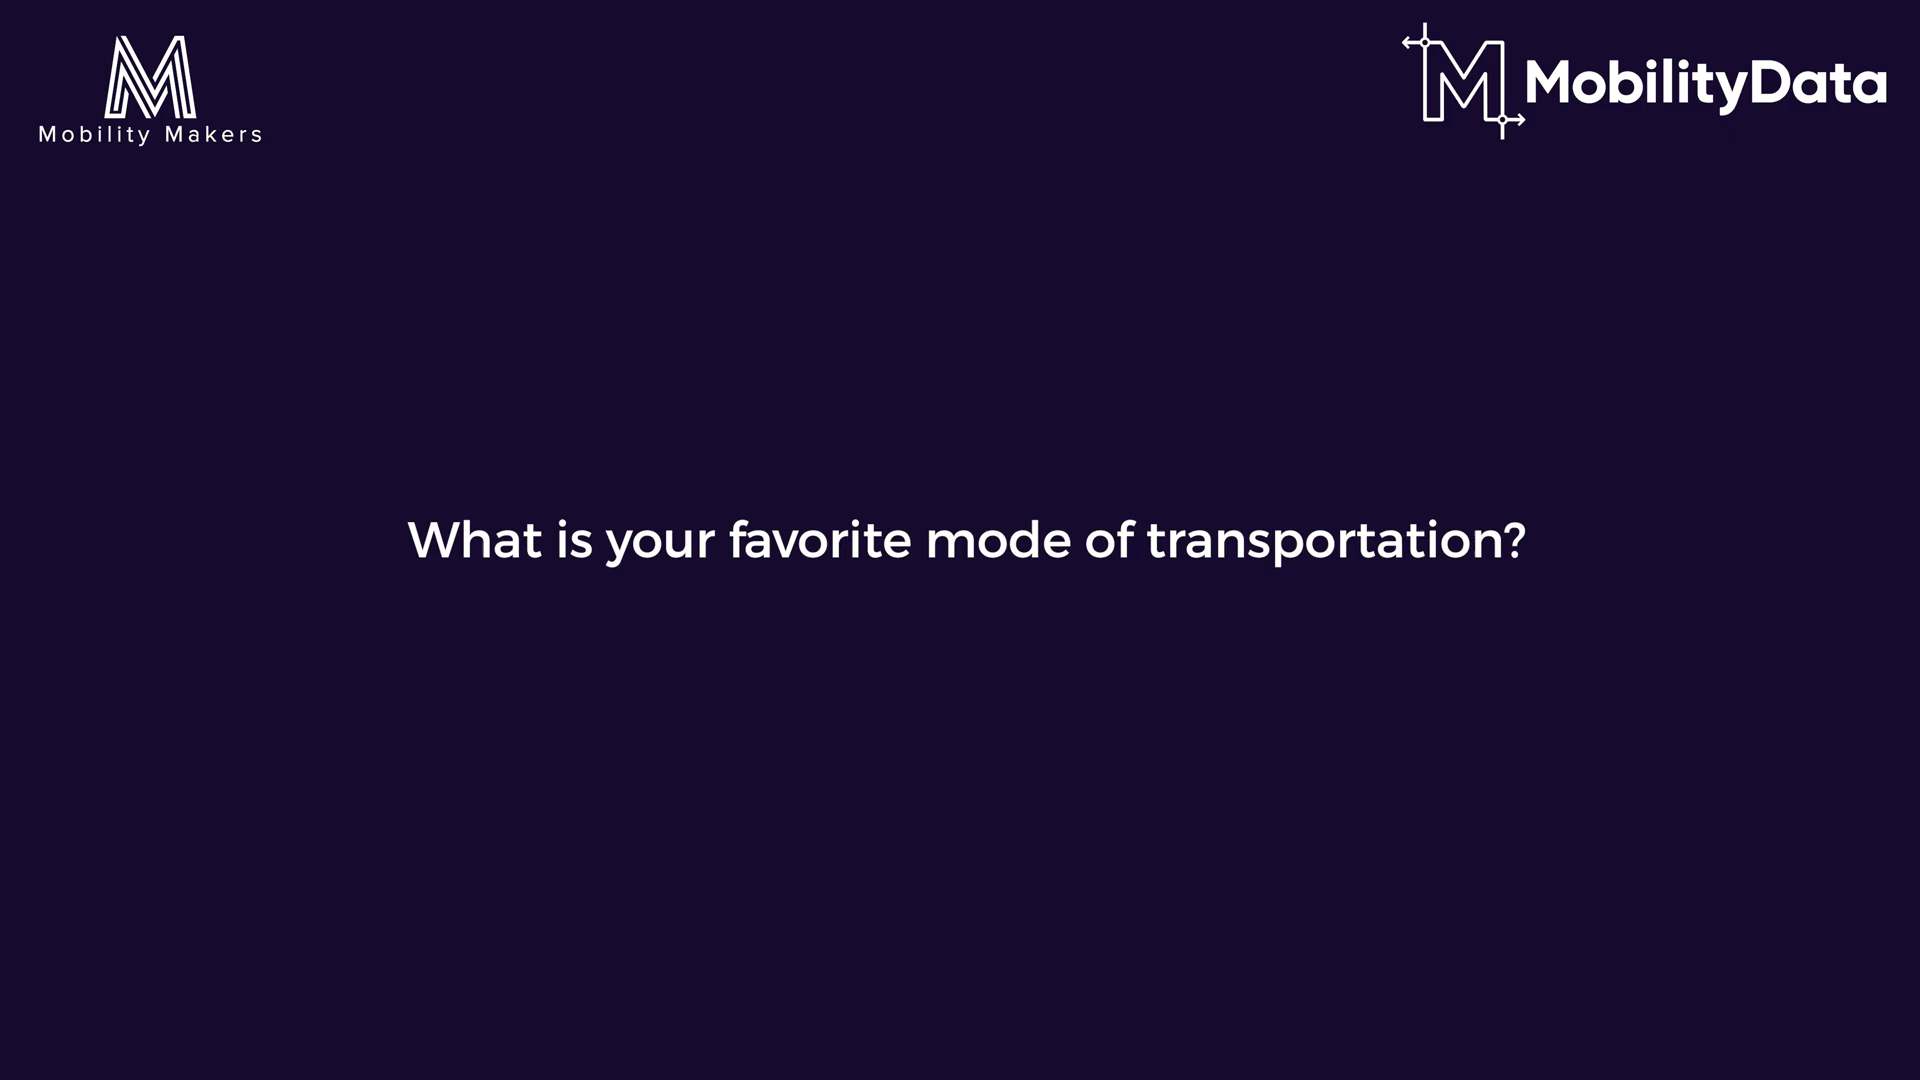 Mobility Makers
MobilityData
What is your favorite mode of transportation?